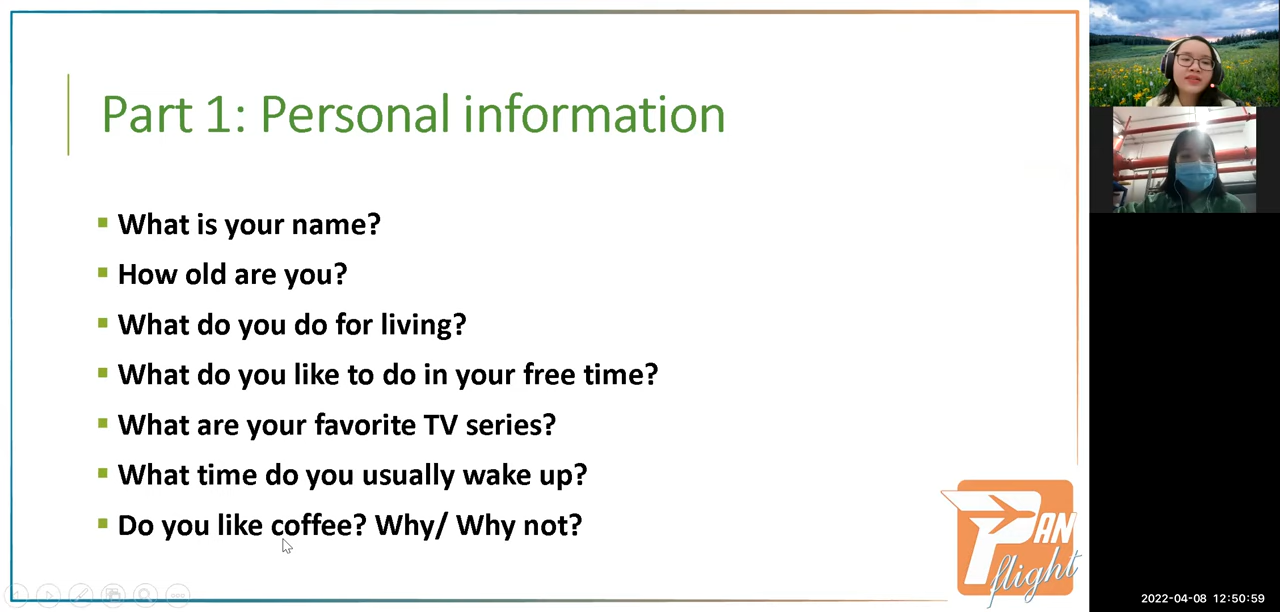 Part 1: Personal information
What is your name?
How old are you?
What do you do for living?
What do you like to do in your free time?
What are your favorite TV series?
What time do you usually wake up?
Do you like coffee? Why/ Why not?
PAN
flight
2022-04-08 12:50:59